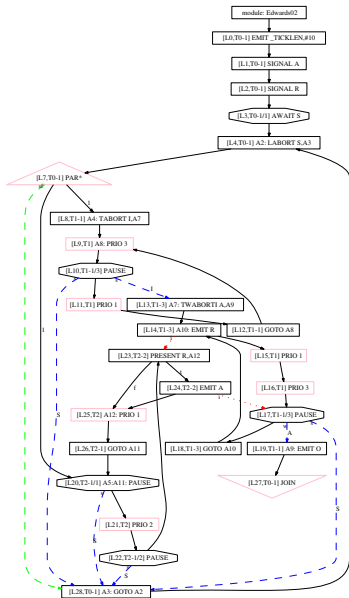 module: Edwards02
[L0,T0-1] EMIT _TICKLEN,#10
[L1,T0-1] SIGNAL A
[L2,T0-1] SIGNAL R
[L3,T0-1/1] AWAIT S
[L4,T0-1] A2: LABORT S,A3
[L7,T0-1] PAR*
1
[L8,T1-1] A4: TABORT I,A7
[L9,T1] A8: PRIO 3
[L10,T1-1/3] PAUSE
[L11,T1] PRIO 1
[L13,T1-3] A7: TWABORTI A,A9
[L14,T1-3] A10: EMIT R
[L12,T1-1] GOTO A8
1
[L23,T2-2] PRESENT R,A12
[L15,T1] PRIO 1
t
[L24,T2-2] EMIT A
[L16,T1] PRIO 3
f
[L25,T2] A12: PRIO 1
[L17,T1-3] PAUSE
S
[L26,T2-1] GOTO A11
[L18,T1-3] GOTO A10
A
[L19,T1-1] A9: EMIT O
[L20,T2-1/1] A5:A11: PAUSE
[L27,T0-1] JOIN
S
[L21,T2] PRIO 2
S
[L22,T2-1/2] PAUSE
S
[L28,T0-1] A3: GOTO A2